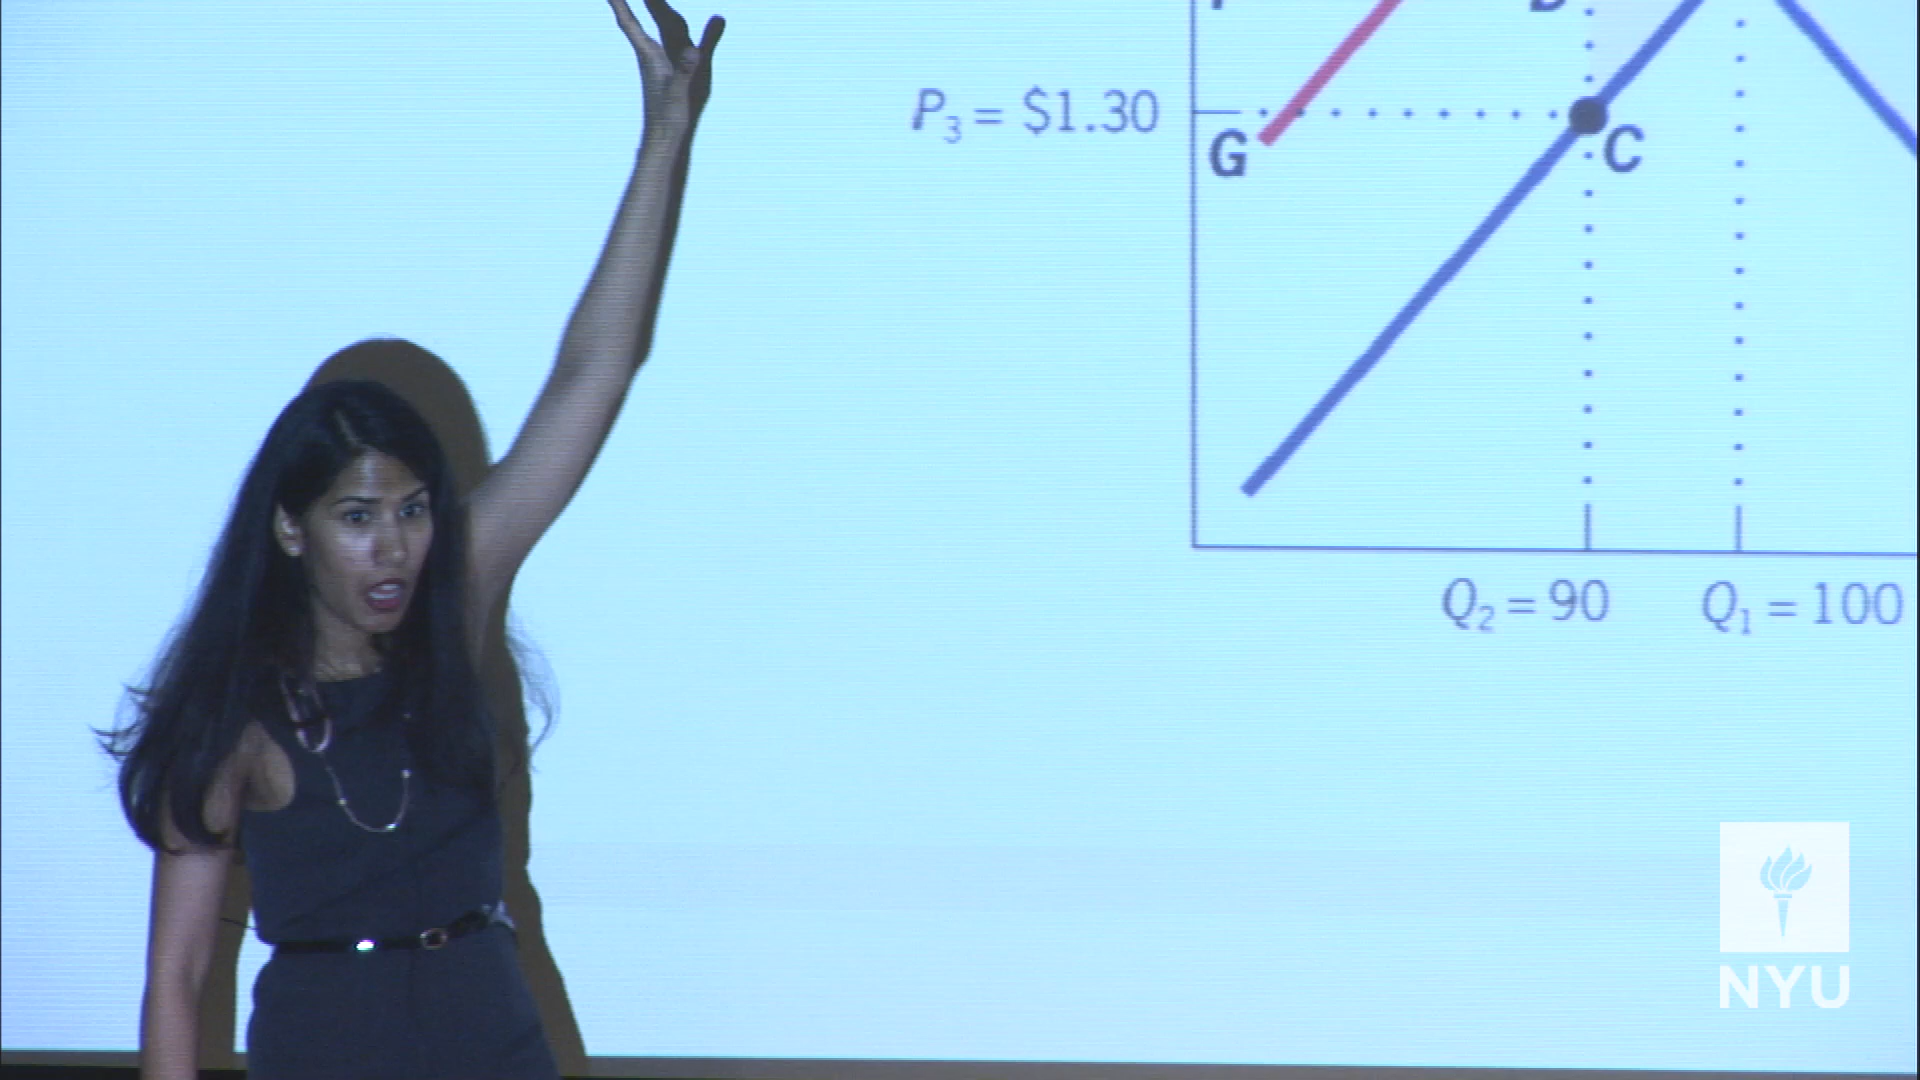 P₃ = $1.30
G
C
Q₂ = 90
Q₁ = 100
NYU